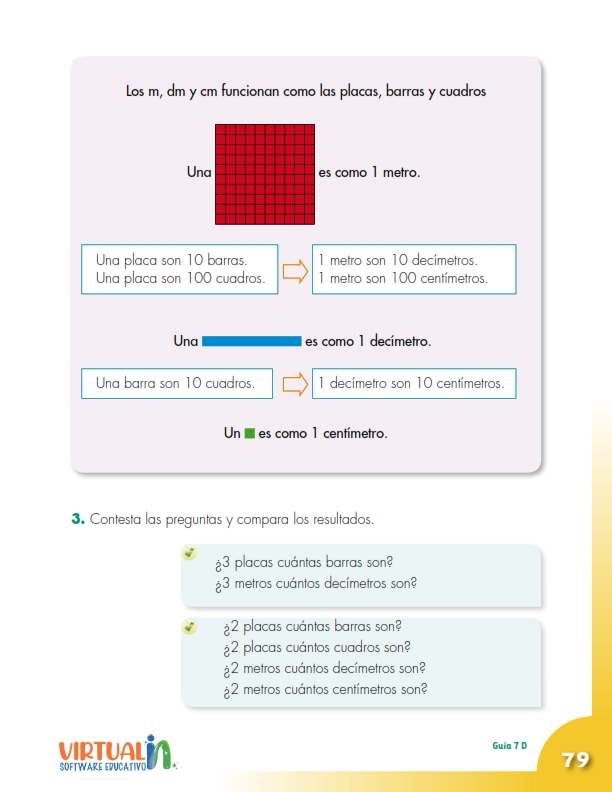 Los m, dm y cm funcionan como las placas, barras y cuadros
Una es como 1 metro.
Una placa son 10 barras.
Una placa son 100 cuadros.
1 metro son 10 decímetros.
1 metro son 100 centímetros.
Una es como 1 decímetro.
Una barra son 10 cuadros.
1 decímetro son 10 centímetros.
Un es como 1 centímetro.
3. Contesta las preguntas y compara los resultados.
¿3 placas cuántas barras son?
¿3 metros cuántos decímetros son?
¿2 placas cuántas barras son?
¿2 placas cuántos cuadros son?
¿2 metros cuántos decímetros son?
¿2 metros cuántos centímetros son?
VIRTUALin
SOFTWARE EDUCATIVO
Guía 7 D
79